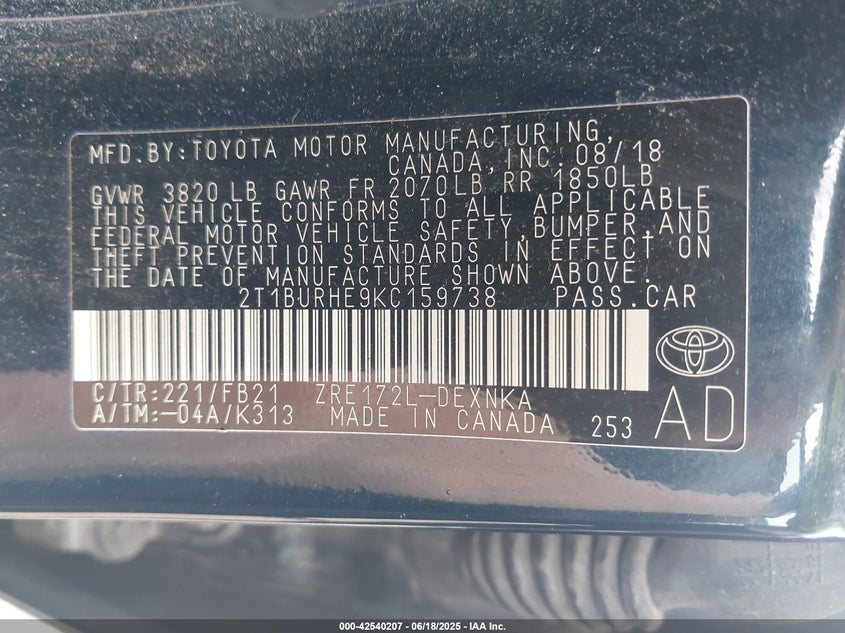 MFD.BY:TOYOTA MOTOR MANUFACTURING,
CANADA,INC. 08/18
GVWR 3820 LB GAWR FR 2070LB RR 1850LB
THIS VEHICLE CONFORMS TO ALL APPLICABLE
FEDERAL MOTOR VEHICLE SAFETY,BUMPER,AND
THEFT PREVENTION STANDARDS IN EFFECT ON
THE DATE OF MANUFACTURE SHOWN ABOVE.
2T1BURHE9KC159738 PASS.CAR
C/TR:221/FB21 ZRE172L-DEXNKA
A/TM:-04A/K313 MADE IN CANADA 253 AD
000-42540207 - 06/18/2025 - IAA Inc.